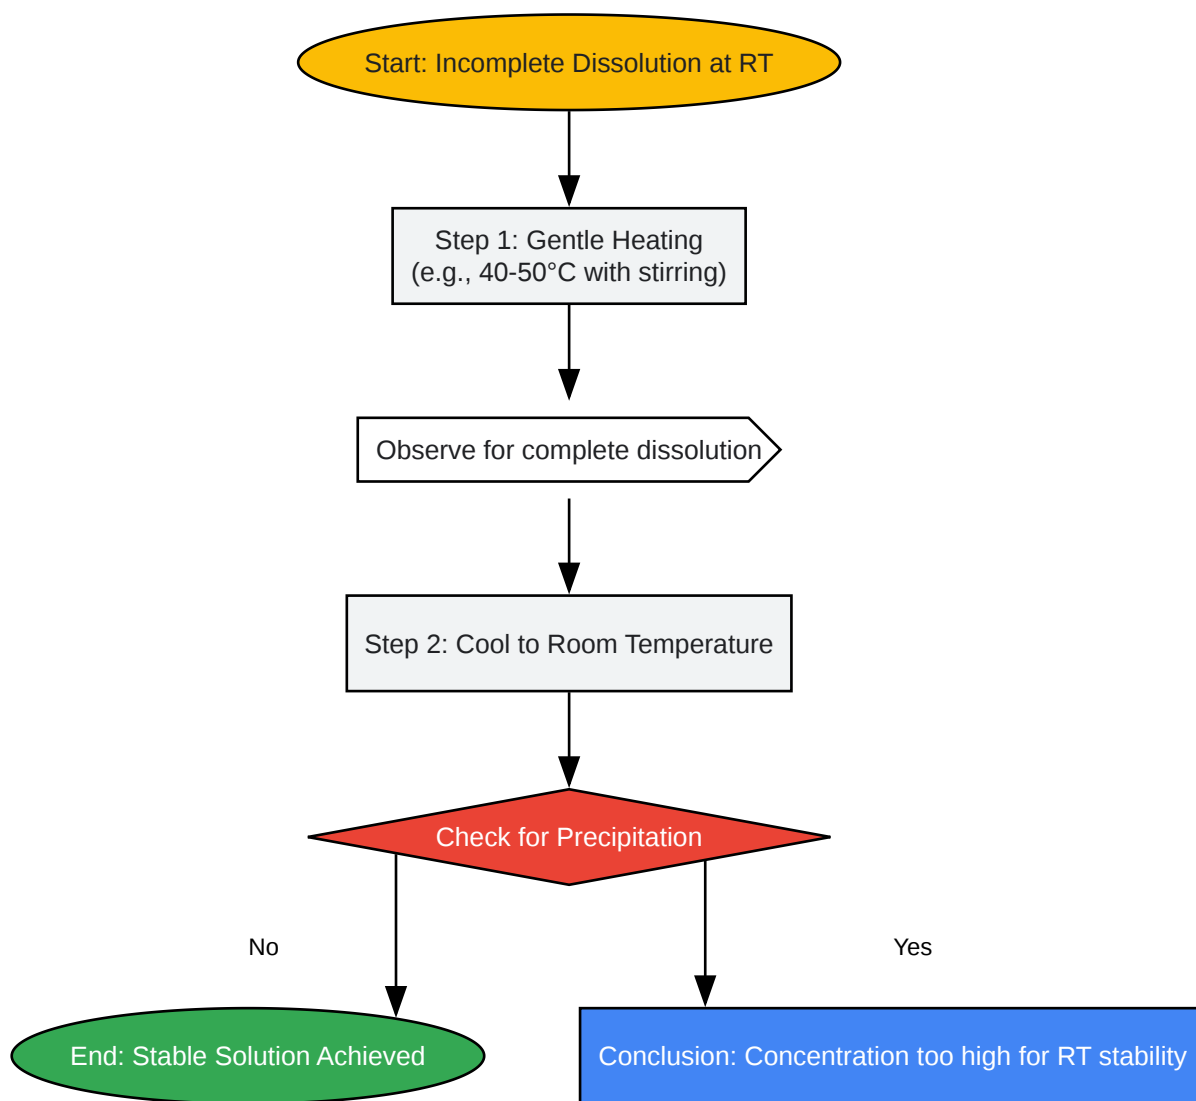 Start: Incomplete Dissolution at RT
Step 1: Gentle Heating
(e.g., 40-50°C with stirring)
Observe for complete dissolution
Step 2: Cool to Room Temperature
Check for Precipitation
No
Yes
End: Stable Solution Achieved
Conclusion: Concentration too high for RT stability